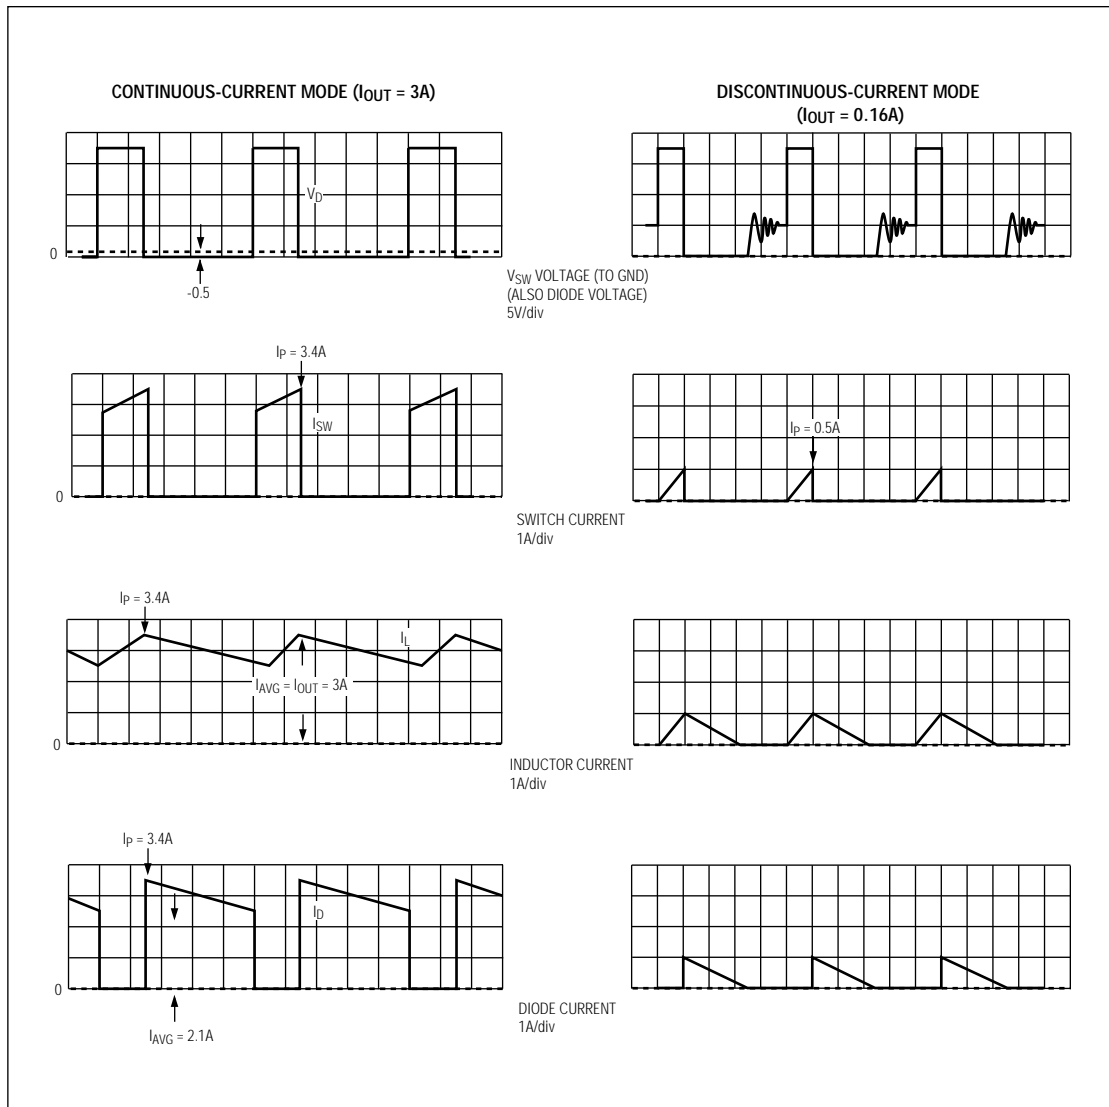 CONTINUOUS-CURRENT MODE (IOUT = 3A)
DISCONTINUOUS-CURRENT MODE
(IOUT = 0.16A)
VD
0
-0.5
VSW VOLTAGE (TO GND)
(ALSO DIODE VOLTAGE)
5V/div
IP = 3.4A
ISW
0
IP = 0.5A
SWITCH CURRENT
1A/div
IP = 3.4A
IL
IAVG = IOUT = 3A
0
INDUCTOR CURRENT
1A/div
IP = 3.4A
ID
0
IAVG = 2.1A
DIODE CURRENT
1A/div